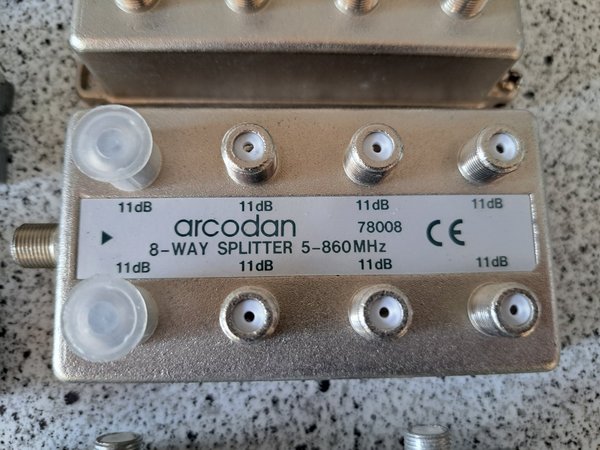 11dB 11dB 11dB 11dB
arcodan 78008 CE
8-WAY SPLITTER 5-860MHz
11dB 11dB 11dB 11dB